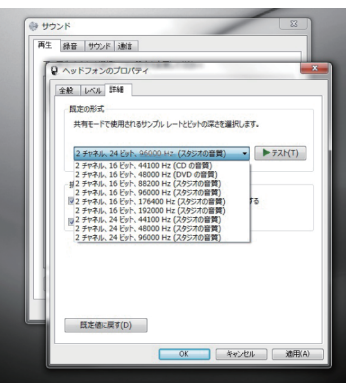 サウンド
再生 録音 サウンド 通信
ヘッドフォンのプロパティ
全般 レベル 詳細
既定の形式
共有モードで使用されるサンプル レートとビットの深さを選択します。
2 チャネル、24 ビット、96000 Hz (スタジオの音質)
▶テスト(T)
2 チャネル、16 ビット、44100 Hz (CD の音質)
2 チャネル、16 ビット、48000 Hz (DVD の音質)
2 チャネル、16 ビット、88200 Hz (スタジオの音質)
2 チャネル、16 ビット、96000 Hz (スタジオの音質)
2 チャネル、16 ビット、176400 Hz (スタジオの音質)
する
2 チャネル、16 ビット、192000 Hz (スタジオの音質)
2 チャネル、24 ビット、44100 Hz (スタジオの音質)
2 チャネル、24 ビット、48000 Hz (スタジオの音質)
2 チャネル、24 ビット、96000 Hz (スタジオの音質)
既定値に戻す(D)
OK キャンセル 適用(A)